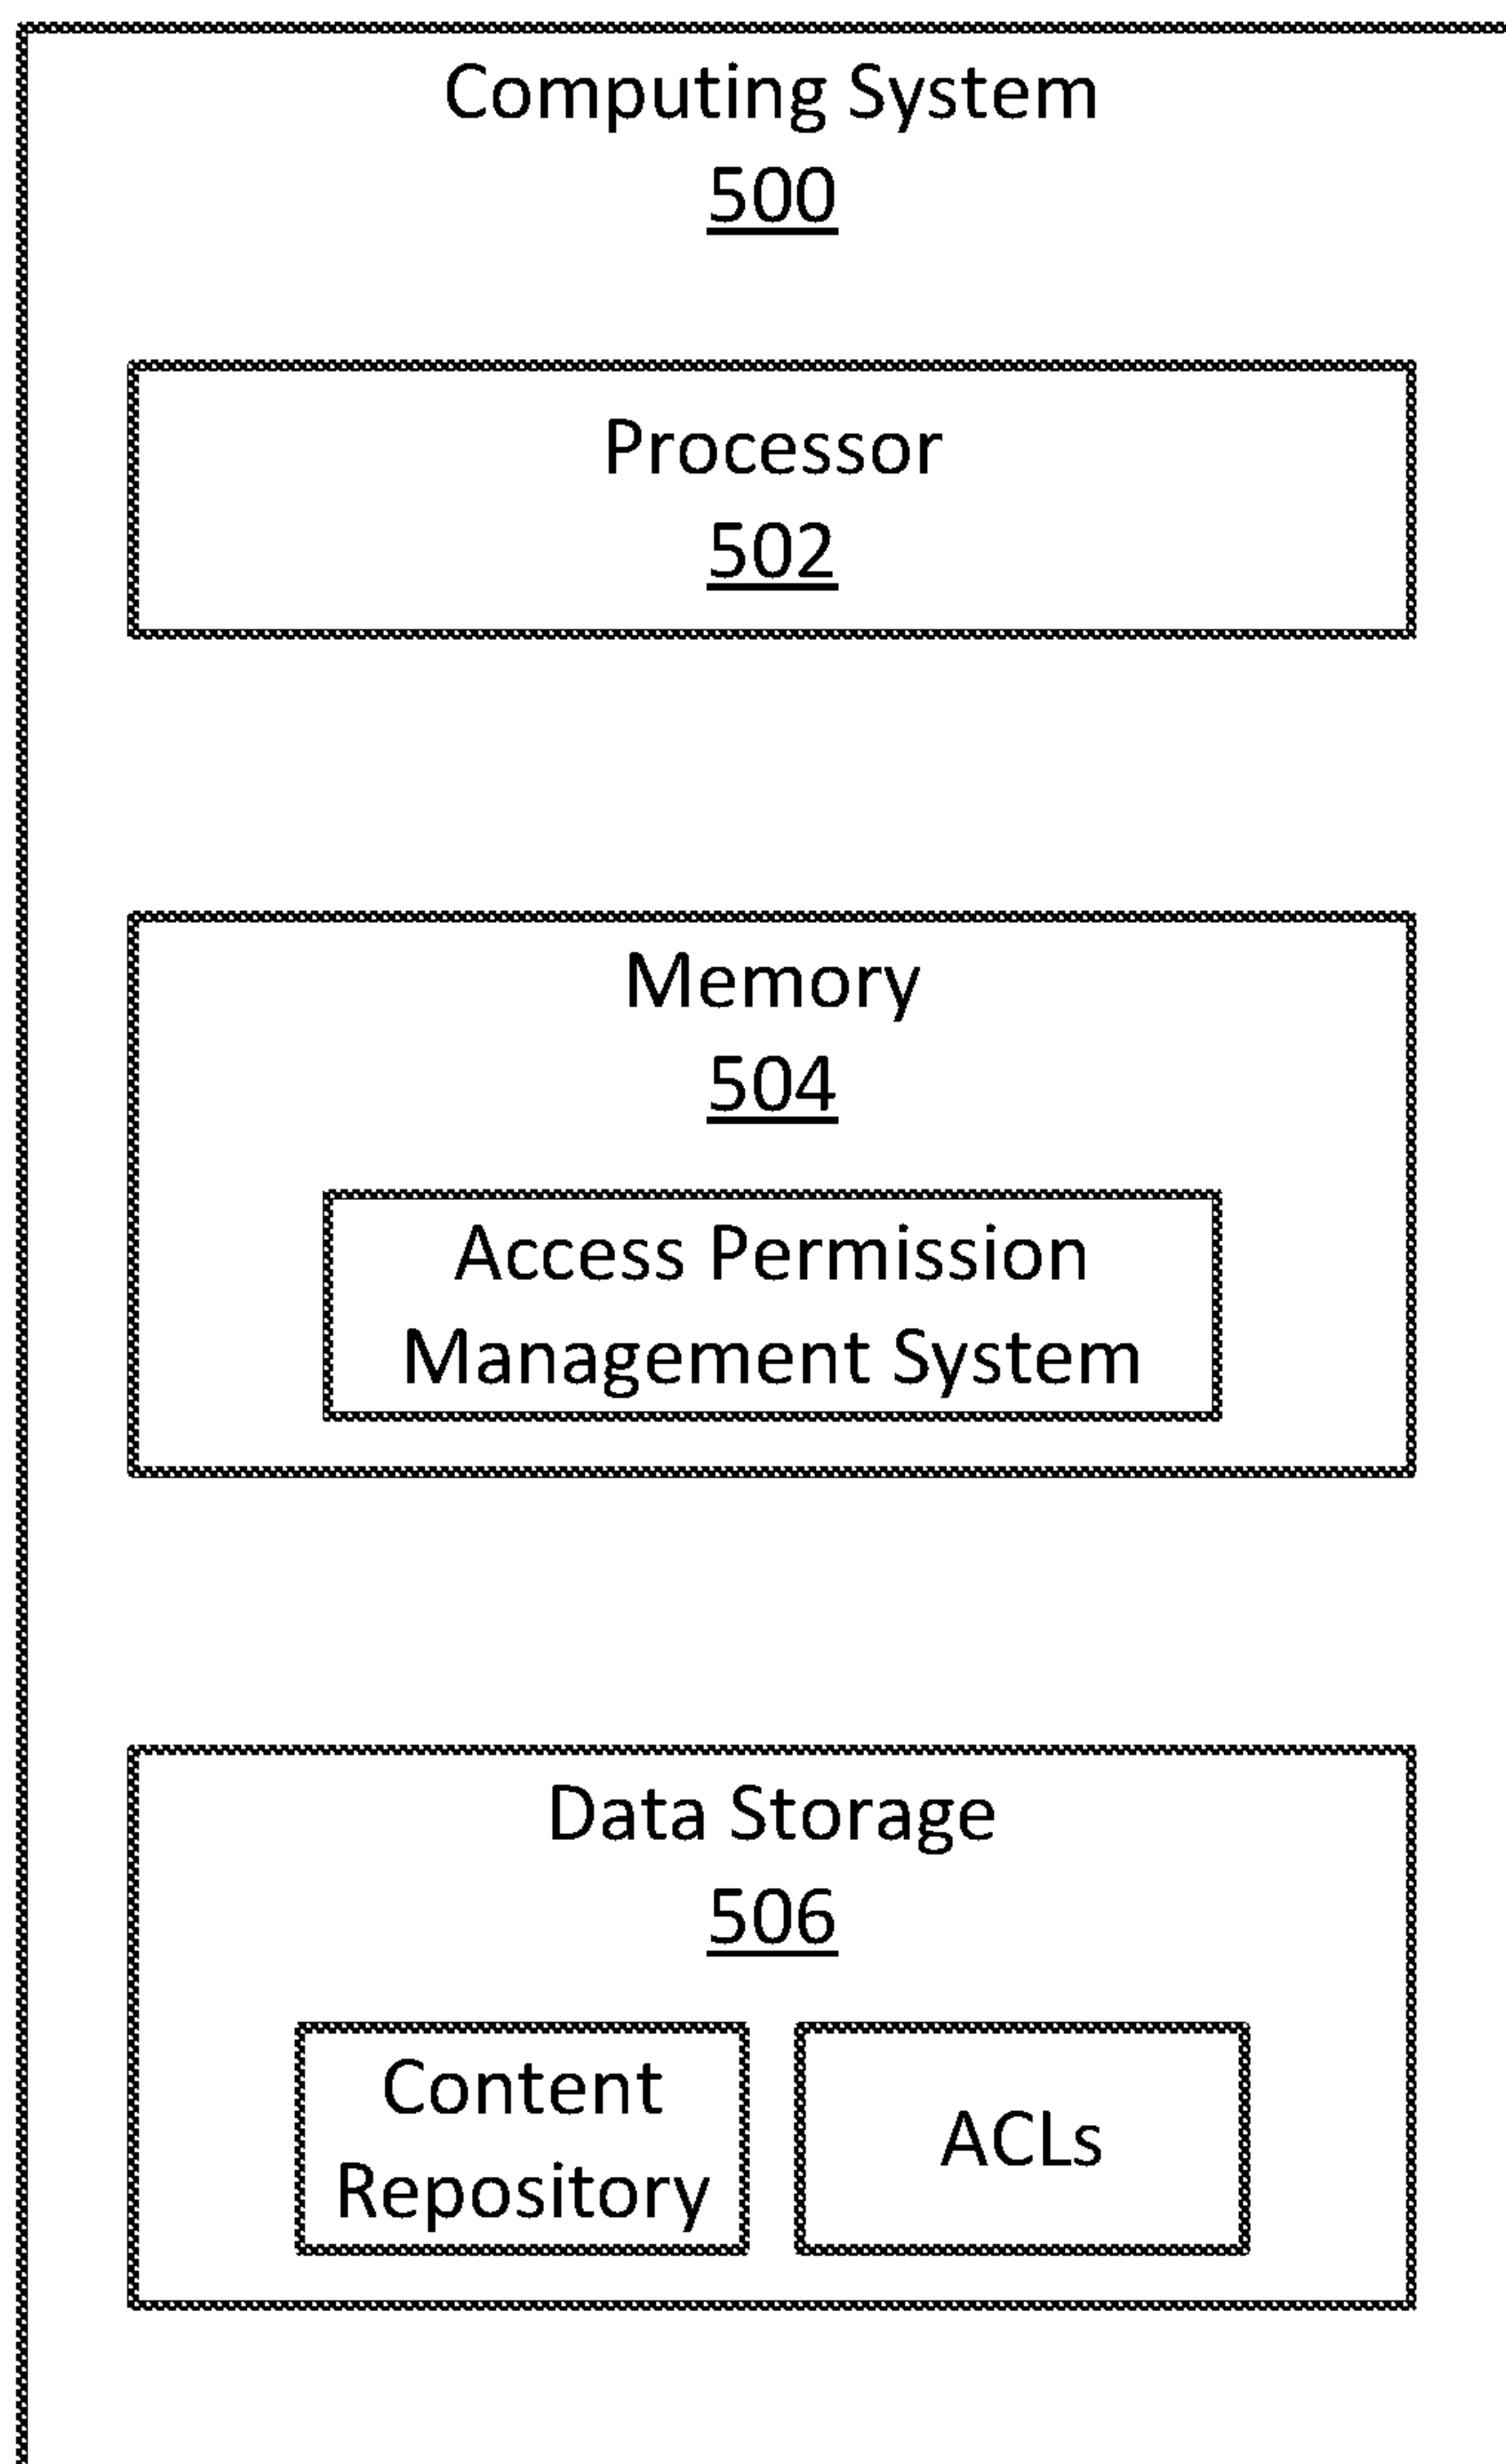 Computing System
500
Processor
502
Memory
504
Access Permission
Management System
Data Storage
506
Content
Repository
ACLs